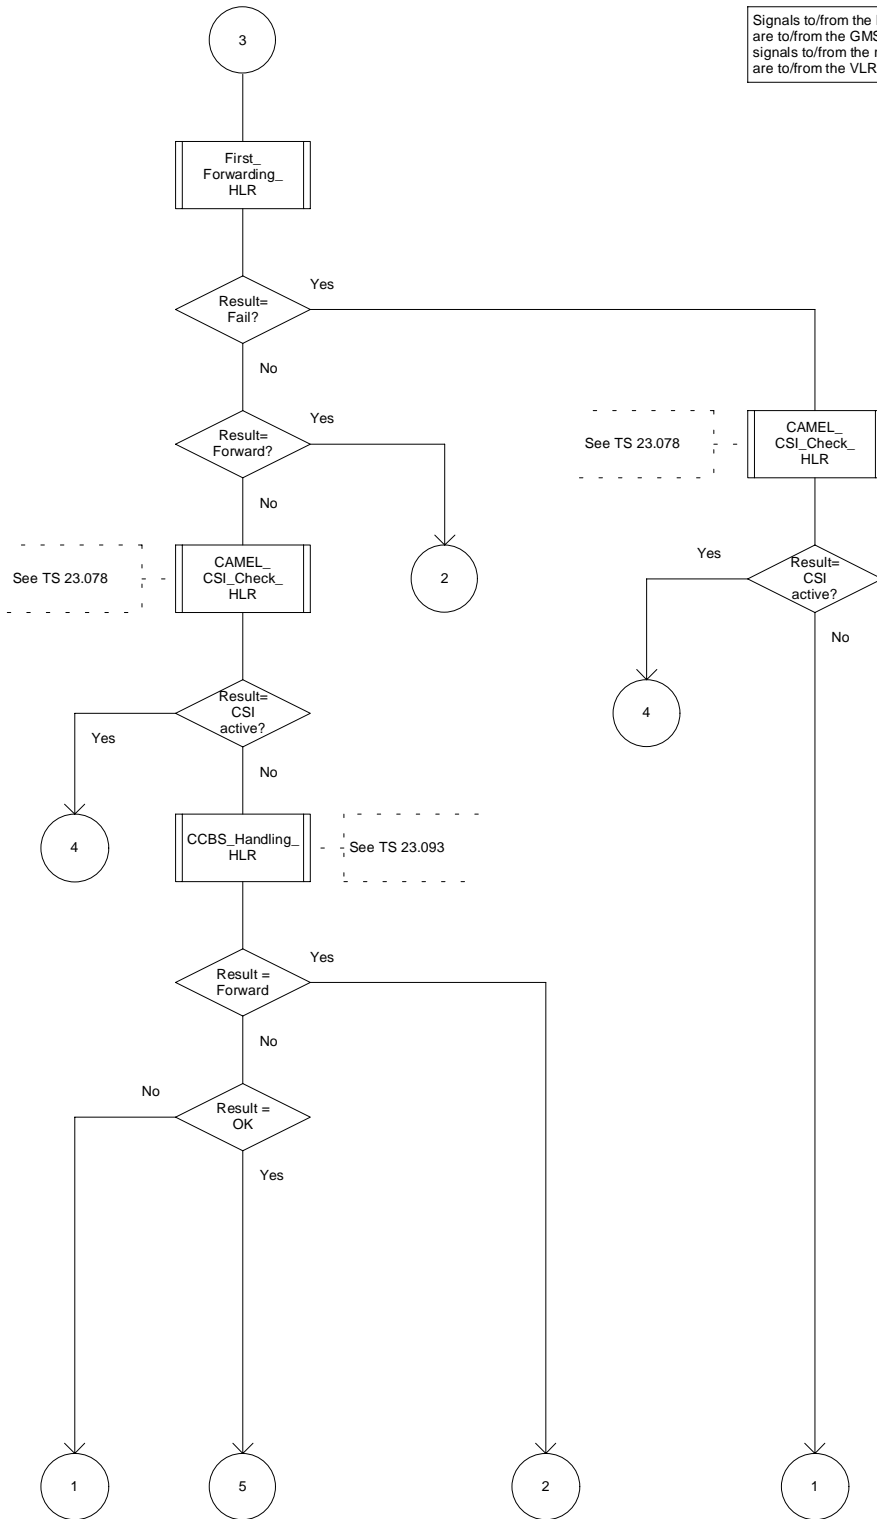 3
Signals to/from the
are to/from the
signals to/from the
are to/from the VLR
First_
Forwarding_
HLR
Result=
Fail?
Yes
No
Result=
Forward?
Yes
No
See TS 23.078
CAMEL_
CSI_Check_
HLR
See TS 23.078
CAMEL_
CSI_Check_
HLR
2
Yes
Result=
CSI
active?
No
4
Result=
CSI
active?
Yes
No
4
CCBS_Handling_
HLR
See TS 23.093
Result =
Forward
Yes
No
No
Result =
OK
Yes
1
5
2
1